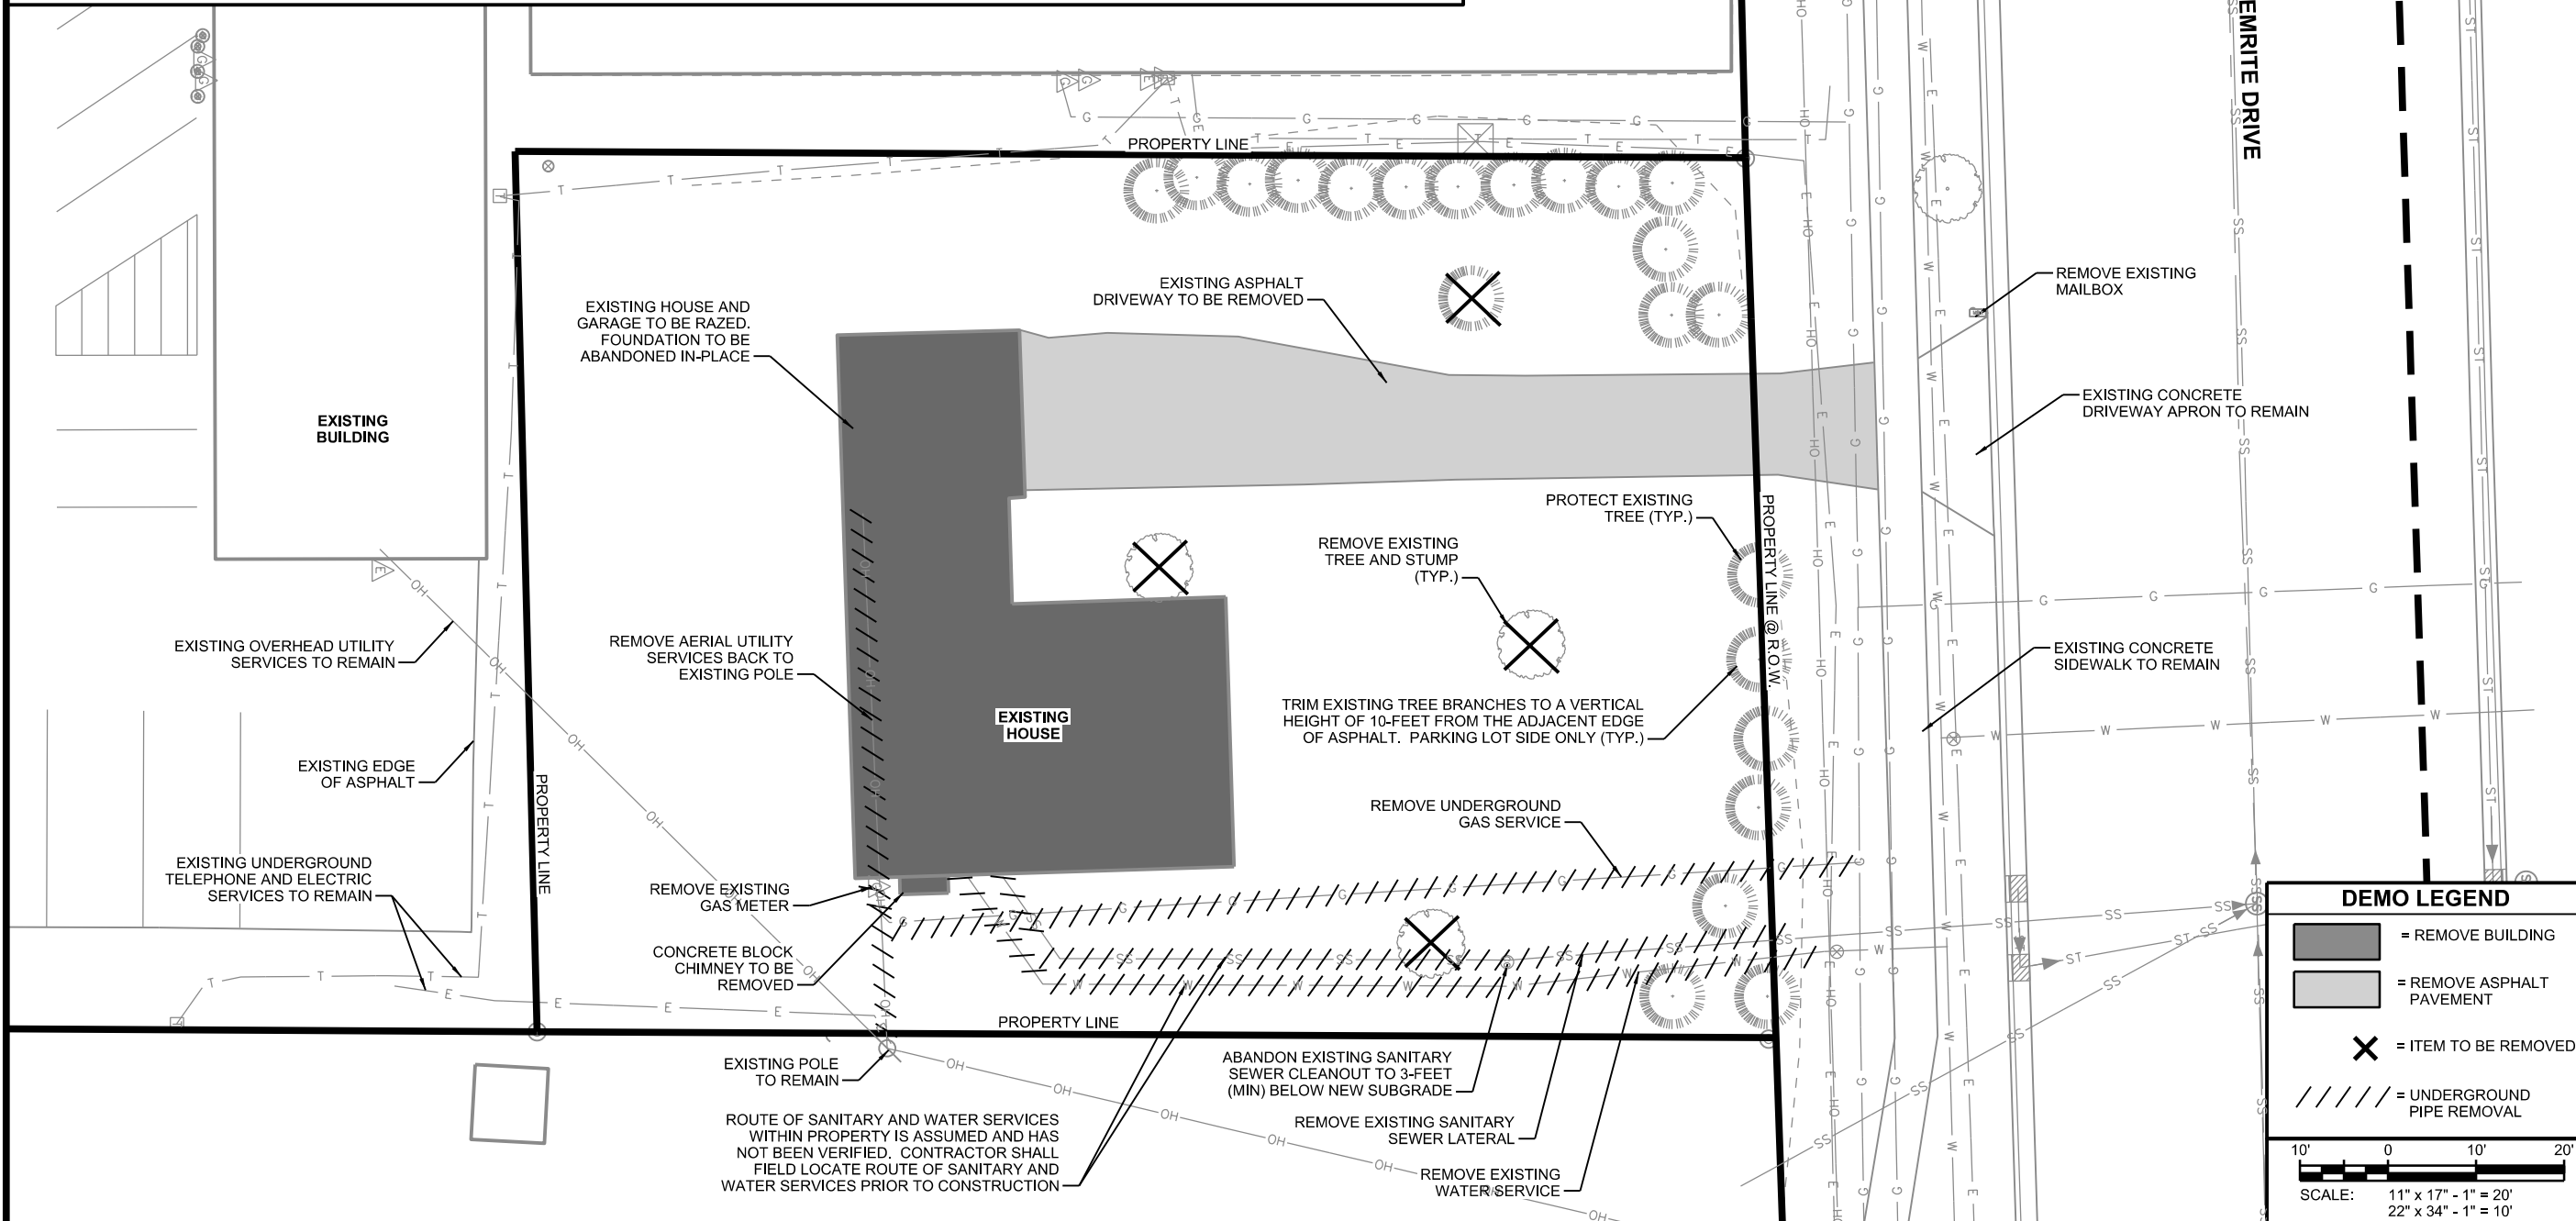 EMRITE DRIVE
PROPERTY LINE
EXISTING HOUSE AND
GARAGE TO BE RAZED.
FOUNDATION TO BE
ABANDONED IN-PLACE
EXISTING ASPHALT
DRIVEWAY TO BE REMOVED
REMOVE EXISTING
MAILBOX
EXISTING
BUILDING
EXISTING CONCRETE
DRIVEWAY APRON TO REMAIN
PROTECT EXISTING
TREE (TYP.)
PROPERTY LINE @ R.O.W.
REMOVE EXISTING
TREE AND STUMP
(TYP.)
EXISTING OVERHEAD UTILITY
SERVICES TO REMAIN
REMOVE AERIAL UTILITY
SERVICES BACK TO
EXISTING POLE
EXISTING
HOUSE
EXISTING CONCRETE
SIDEWALK TO REMAIN
TRIM EXISTING TREE BRANCHES TO A VERTICAL
HEIGHT OF 10-FEET FROM THE ADJACENT EDGE
OF ASPHALT. PARKING LOT SIDE ONLY (TYP.)
EXISTING EDGE
OF ASPHALT
PROPERTY LINE
REMOVE UNDERGROUND
GAS SERVICE
EXISTING UNDERGROUND
TELEPHONE AND ELECTRIC
SERVICES TO REMAIN
REMOVE EXISTING
GAS METER
CONCRETE BLOCK
CHIMNEY TO BE
REMOVED
PROPERTY LINE
EXISTING POLE
TO REMAIN
ABANDON EXISTING SANITARY
SEWER CLEANOUT TO 3-FEET
(MIN) BELOW NEW SUBGRADE
ROUTE OF SANITARY AND WATER SERVICES
WITHIN PROPERTY IS ASSUMED AND HAS
NOT BEEN VERIFIED. CONTRACTOR SHALL
FIELD LOCATE ROUTE OF SANITARY AND
WATER SERVICES PRIOR TO CONSTRUCTION
REMOVE EXISTING SANITARY
SEWER LATERAL
REMOVE EXISTING
WATER SERVICE
DEMO LEGEND
= REMOVE BUILDING
= REMOVE ASPHALT
PAVEMENT
= ITEM TO BE REMOVED
= UNDERGROUND
PIPE REMOVAL
10' 0 10' 20'
SCALE: 11" x 17" - 1" = 20'
22" x 34" - 1" = 10'